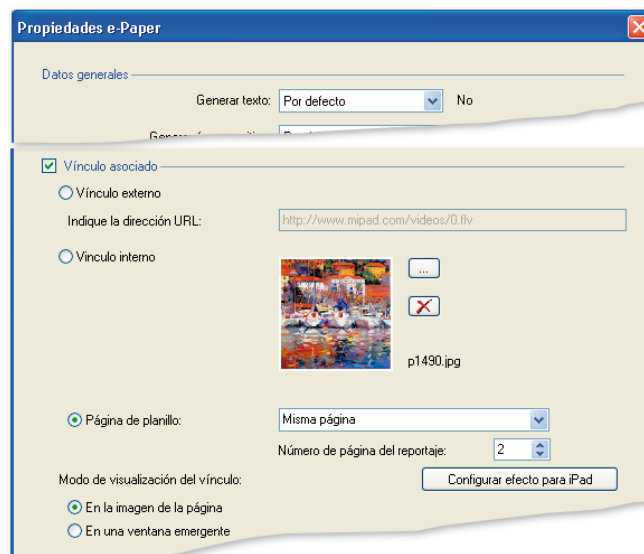 Propiedades e-Paper
Datos generales
Generar texto: Por defecto No
Vínculo asociado
Vínculo externo
Indique la dirección URL: http://www.mipad.com/videos/0.flv
Vinculo interno
...
p1490.jpg
Página de planillo: Misma página
Número de página del reportaje: 2
Modo de visualización del vínculo: Configurar efecto para iPad
En la imagen de la página
En una ventana emergente